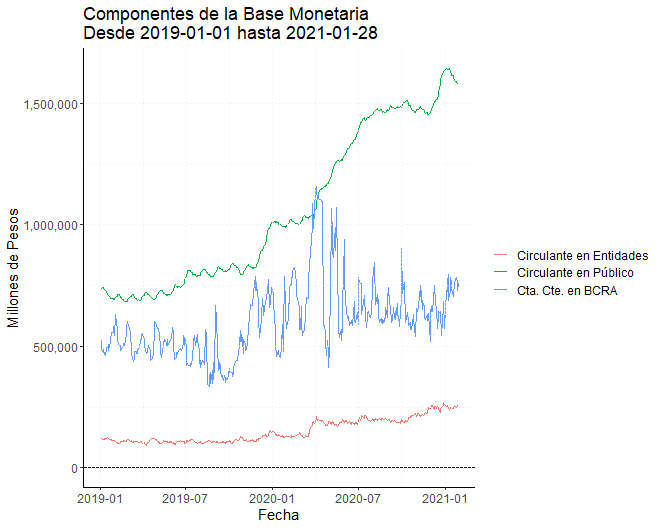 Componentes de la Base Monetaria
Desde 2019-01-01 hasta 2021-01-28
Millones de Pesos
1,500,000
1,000,000
500,000
0
2019-01
2019-07
2020-01
2020-07
2021-01
Fecha
Circulante en Entidades
Circulante en Público
Cta. Cte. en BCRA